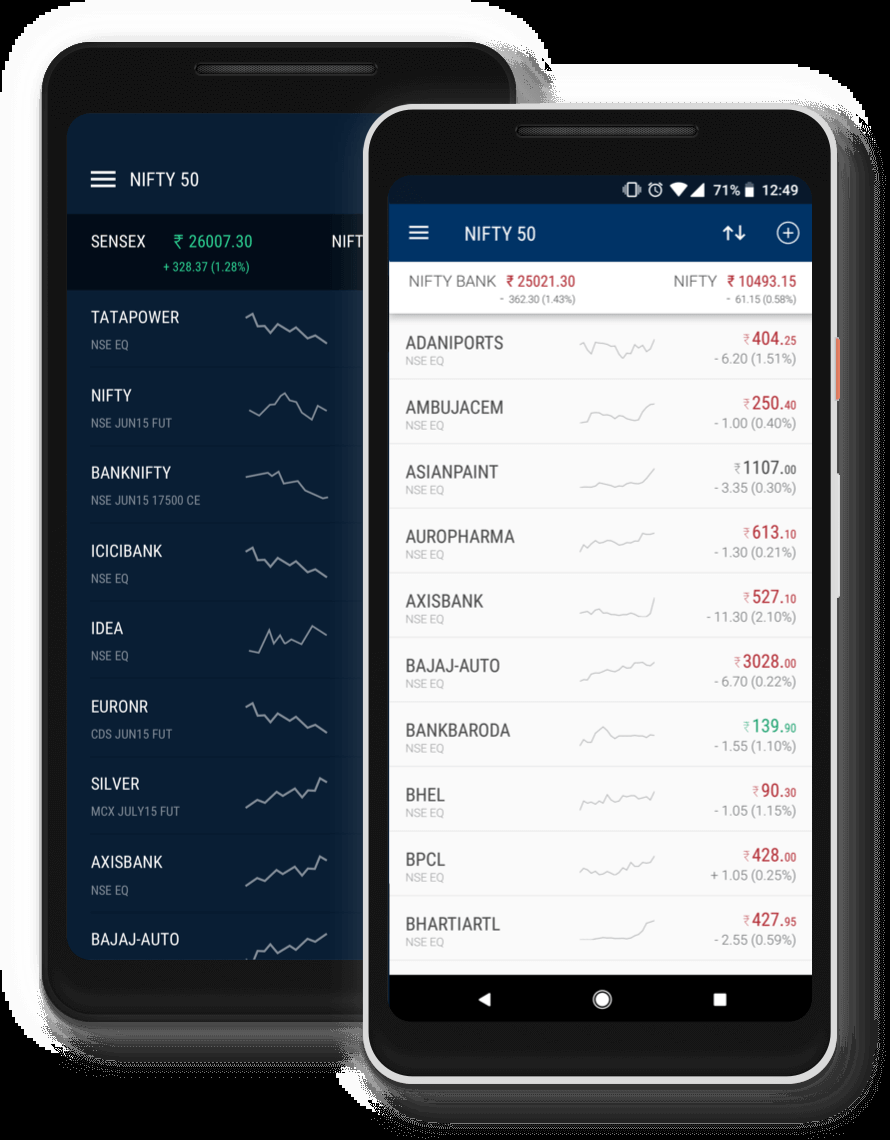 NIFTY 50
SENSEX ₹ 26007.30 NIFT
+ 328.37 (1.28%)
TATAPOWER
NSE EQ
NIFTY
NSE JUN15 FUT
BANKNIFTY
NSE JUN15 17500 CE
ICICIBANK
NSE EQ
IDEA
NSE EQ
EURONR
CDS JUN15 FUT
SILVER
MCX JULY15 FUT
AXISBANK
NSE EQ
BAJAJ-AUTO
71% 12:49
NIFTY 50
NIFTY BANK ₹ 25021.30 NIFTY ₹ 10493.15
- 362.30 (1.43%) - 61.15 (0.58%)
ADANIPORTS ₹404.25
NSE EQ - 6.20 (1.51%)
AMBUJACEM ₹250.40
NSE EQ - 1.00 (0.40%)
ASIANPAINT ₹1107.00
NSE EQ - 3.35 (0.30%)
AUROPHARMA ₹613.10
NSE EQ - 1.30 (0.21%)
AXISBANK ₹527.10
NSE EQ - 11.30 (2.10%)
BAJAJ-AUTO ₹3028.00
NSE EQ - 6.70 (0.22%)
BANKBARODA ₹139.90
NSE EQ - 1.55 (1.10%)
BHEL ₹90.30
NSE EQ - 1.05 (1.15%)
BPCL ₹428.00
NSE EQ + 1.05 (0.25%)
BHARTIARTL ₹427.95
NSE EQ - 2.55 (0.59%)